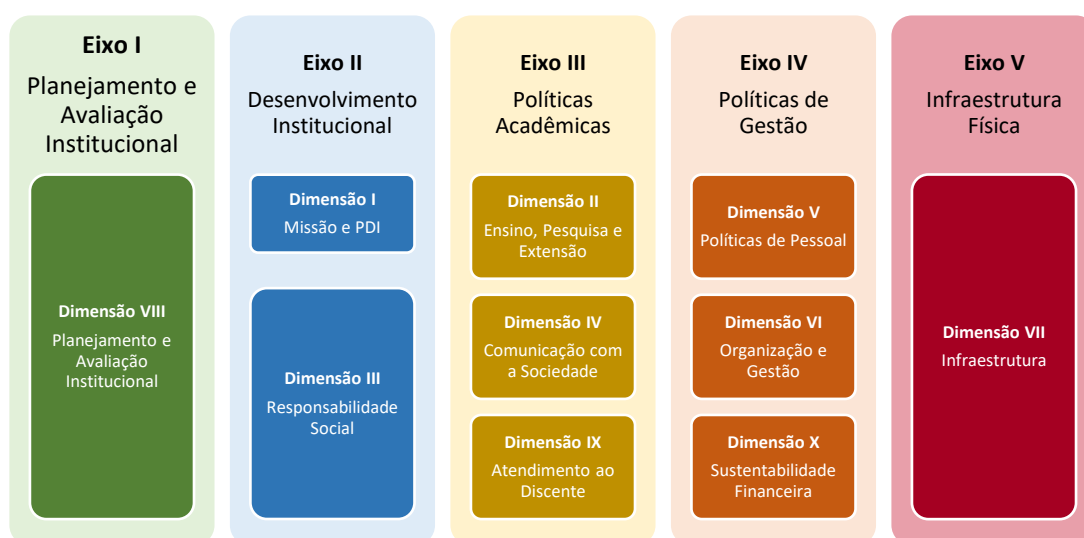 Eixo I
Planejamento e
Avaliação
Institucional
Dimensão VIII
Planejamento e
Avaliação
Institucional
Eixo II
Desenvolvimento
Institucional
Dimensão I
Missão e PDI
Dimensão III
Responsabilidade
Social
Eixo III
Políticas
Acadêmicas
Dimensão II
Ensino, Pesquisa e
Extensão
Dimensão IV
Comunicação com
a Sociedade
Dimensão IX
Atendimento ao
Discente
Eixo IV
Políticas de
Gestão
Dimensão V
Políticas de Pessoal
Dimensão VI
Organização e
Gestão
Dimensão X
Sustentabilidade
Financeira
Eixo V
Infraestrutura
Física
Dimensão VII
Infraestrutura